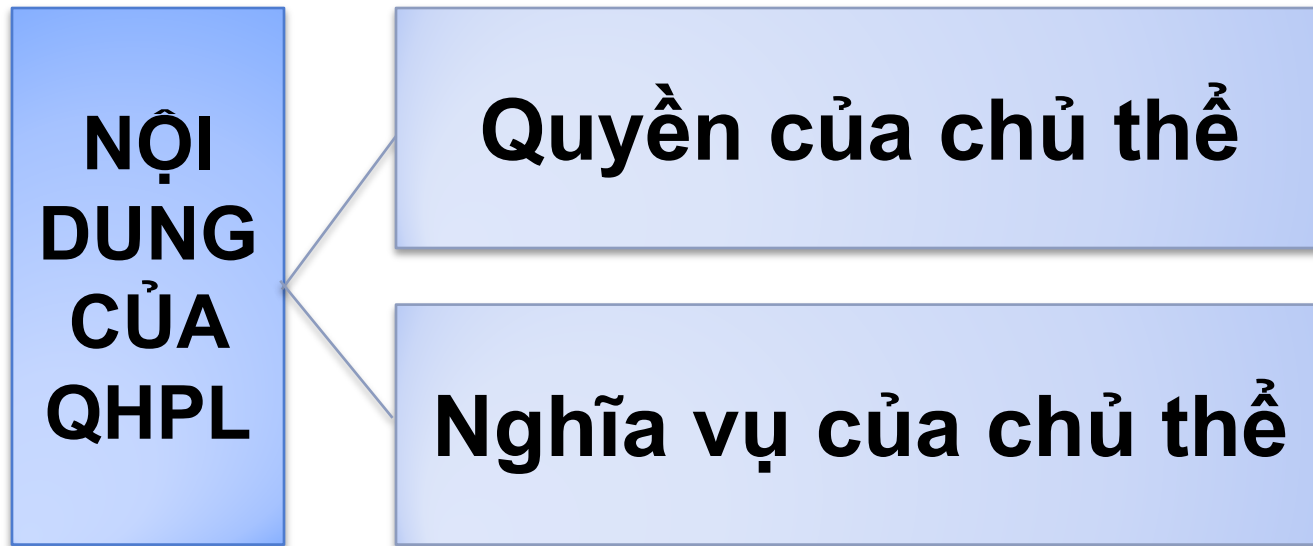 NỘI
DUNG
CỦA
QHPL
Quyền của chủ thể
Nghĩa vụ của chủ thể